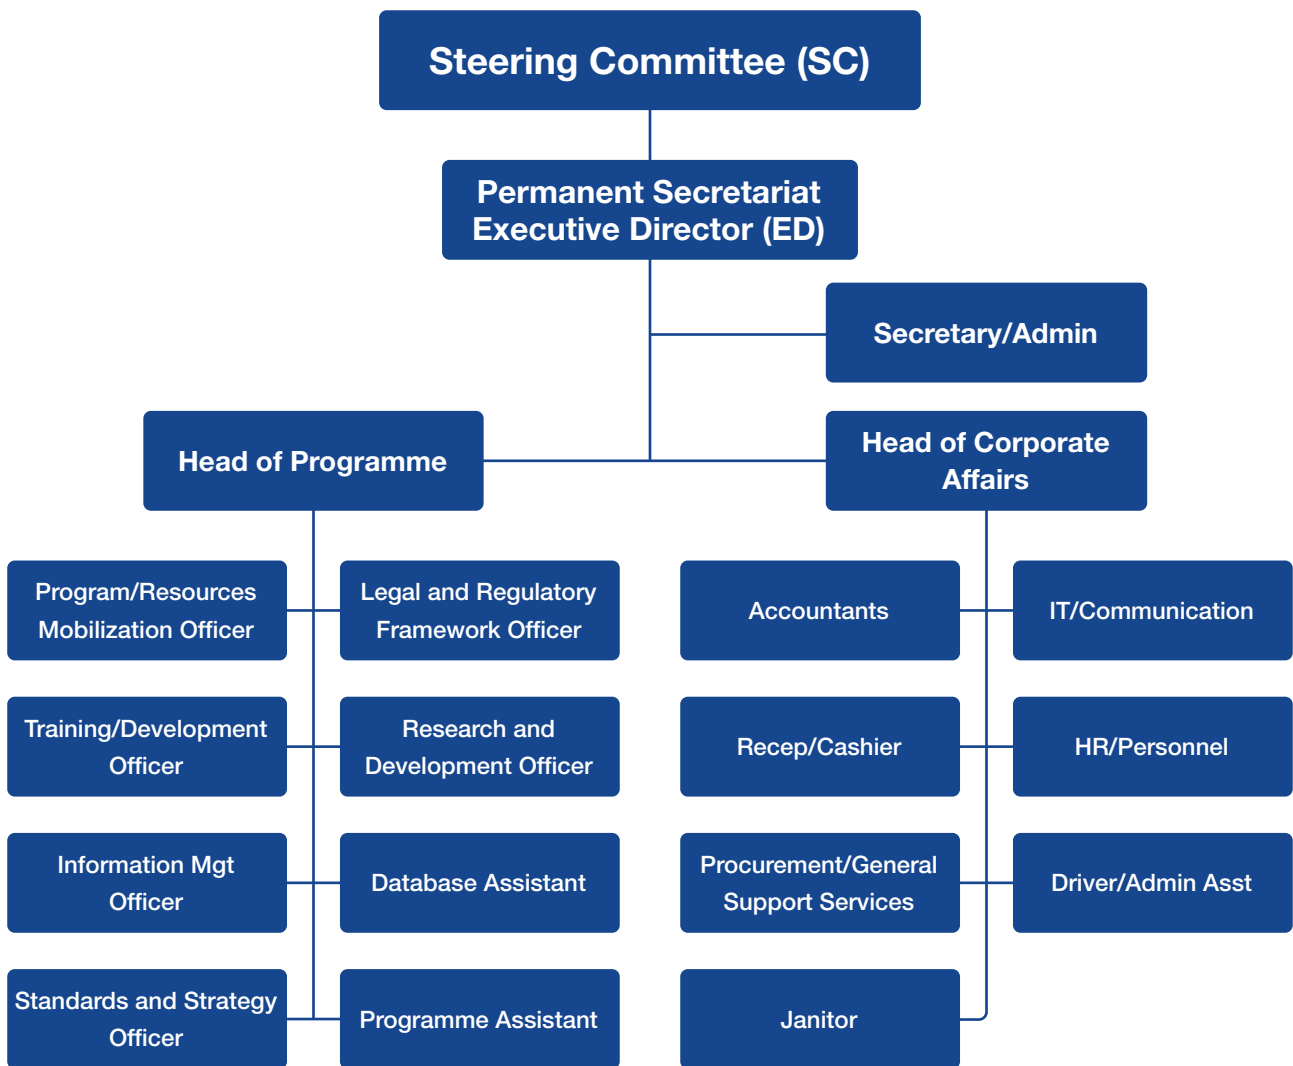 Steering Committee (SC)
Permanent Secretariat
Executive Director (ED)
Secretary/Admin
Head of Programme
Head of Corporate
Affairs
Program/Resources
Mobilization Officer
Legal and Regulatory
Framework Officer
Accountants
IT/Communication
Training/Development
Officer
Research and
Development Officer
Recep/Cashier
HR/Personnel
Information Mgt
Officer
Database Assistant
Procurement/General
Support Services
Driver/Admin Asst
Standards and Strategy
Officer
Programme Assistant
Janitor